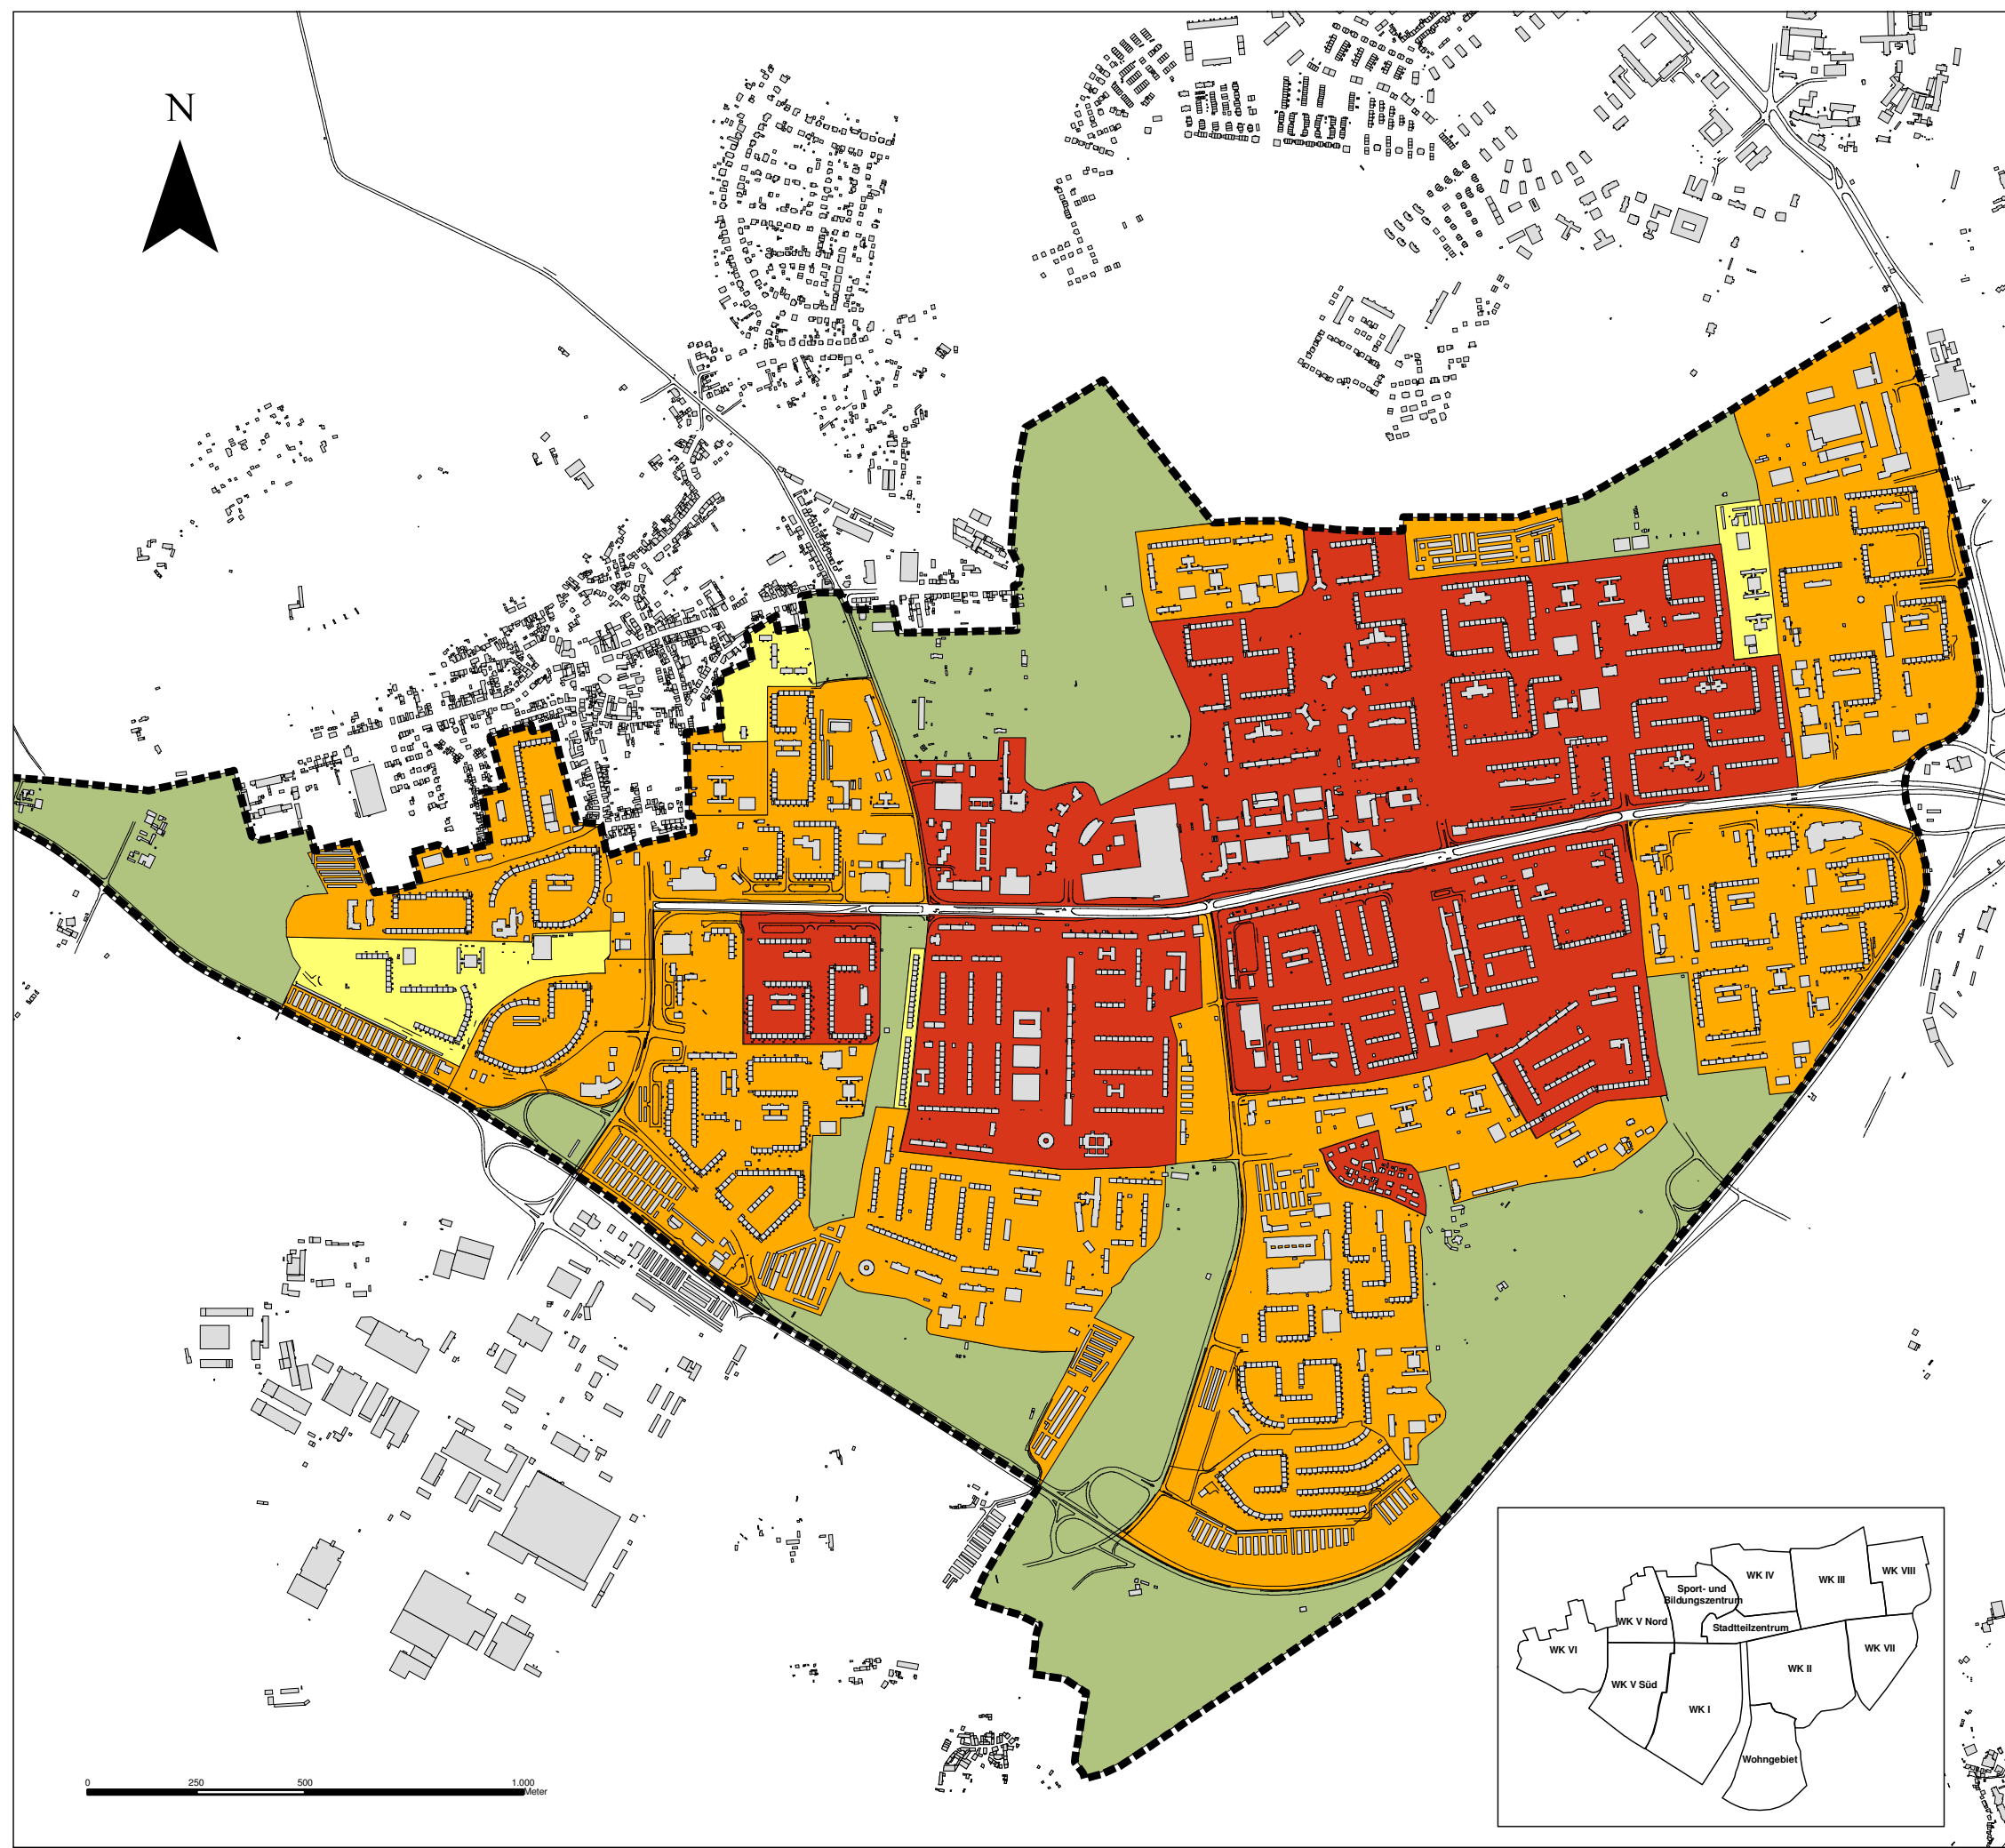 N
WK IV
WK III
WK VIII
Sport- und
Bildungszentrum
WK V Nord
Stadtteilzentrum
WK VI
WK VII
WK II
WK V Süd
WK I
Wohngebiet
0 250 500 1.000
Meter